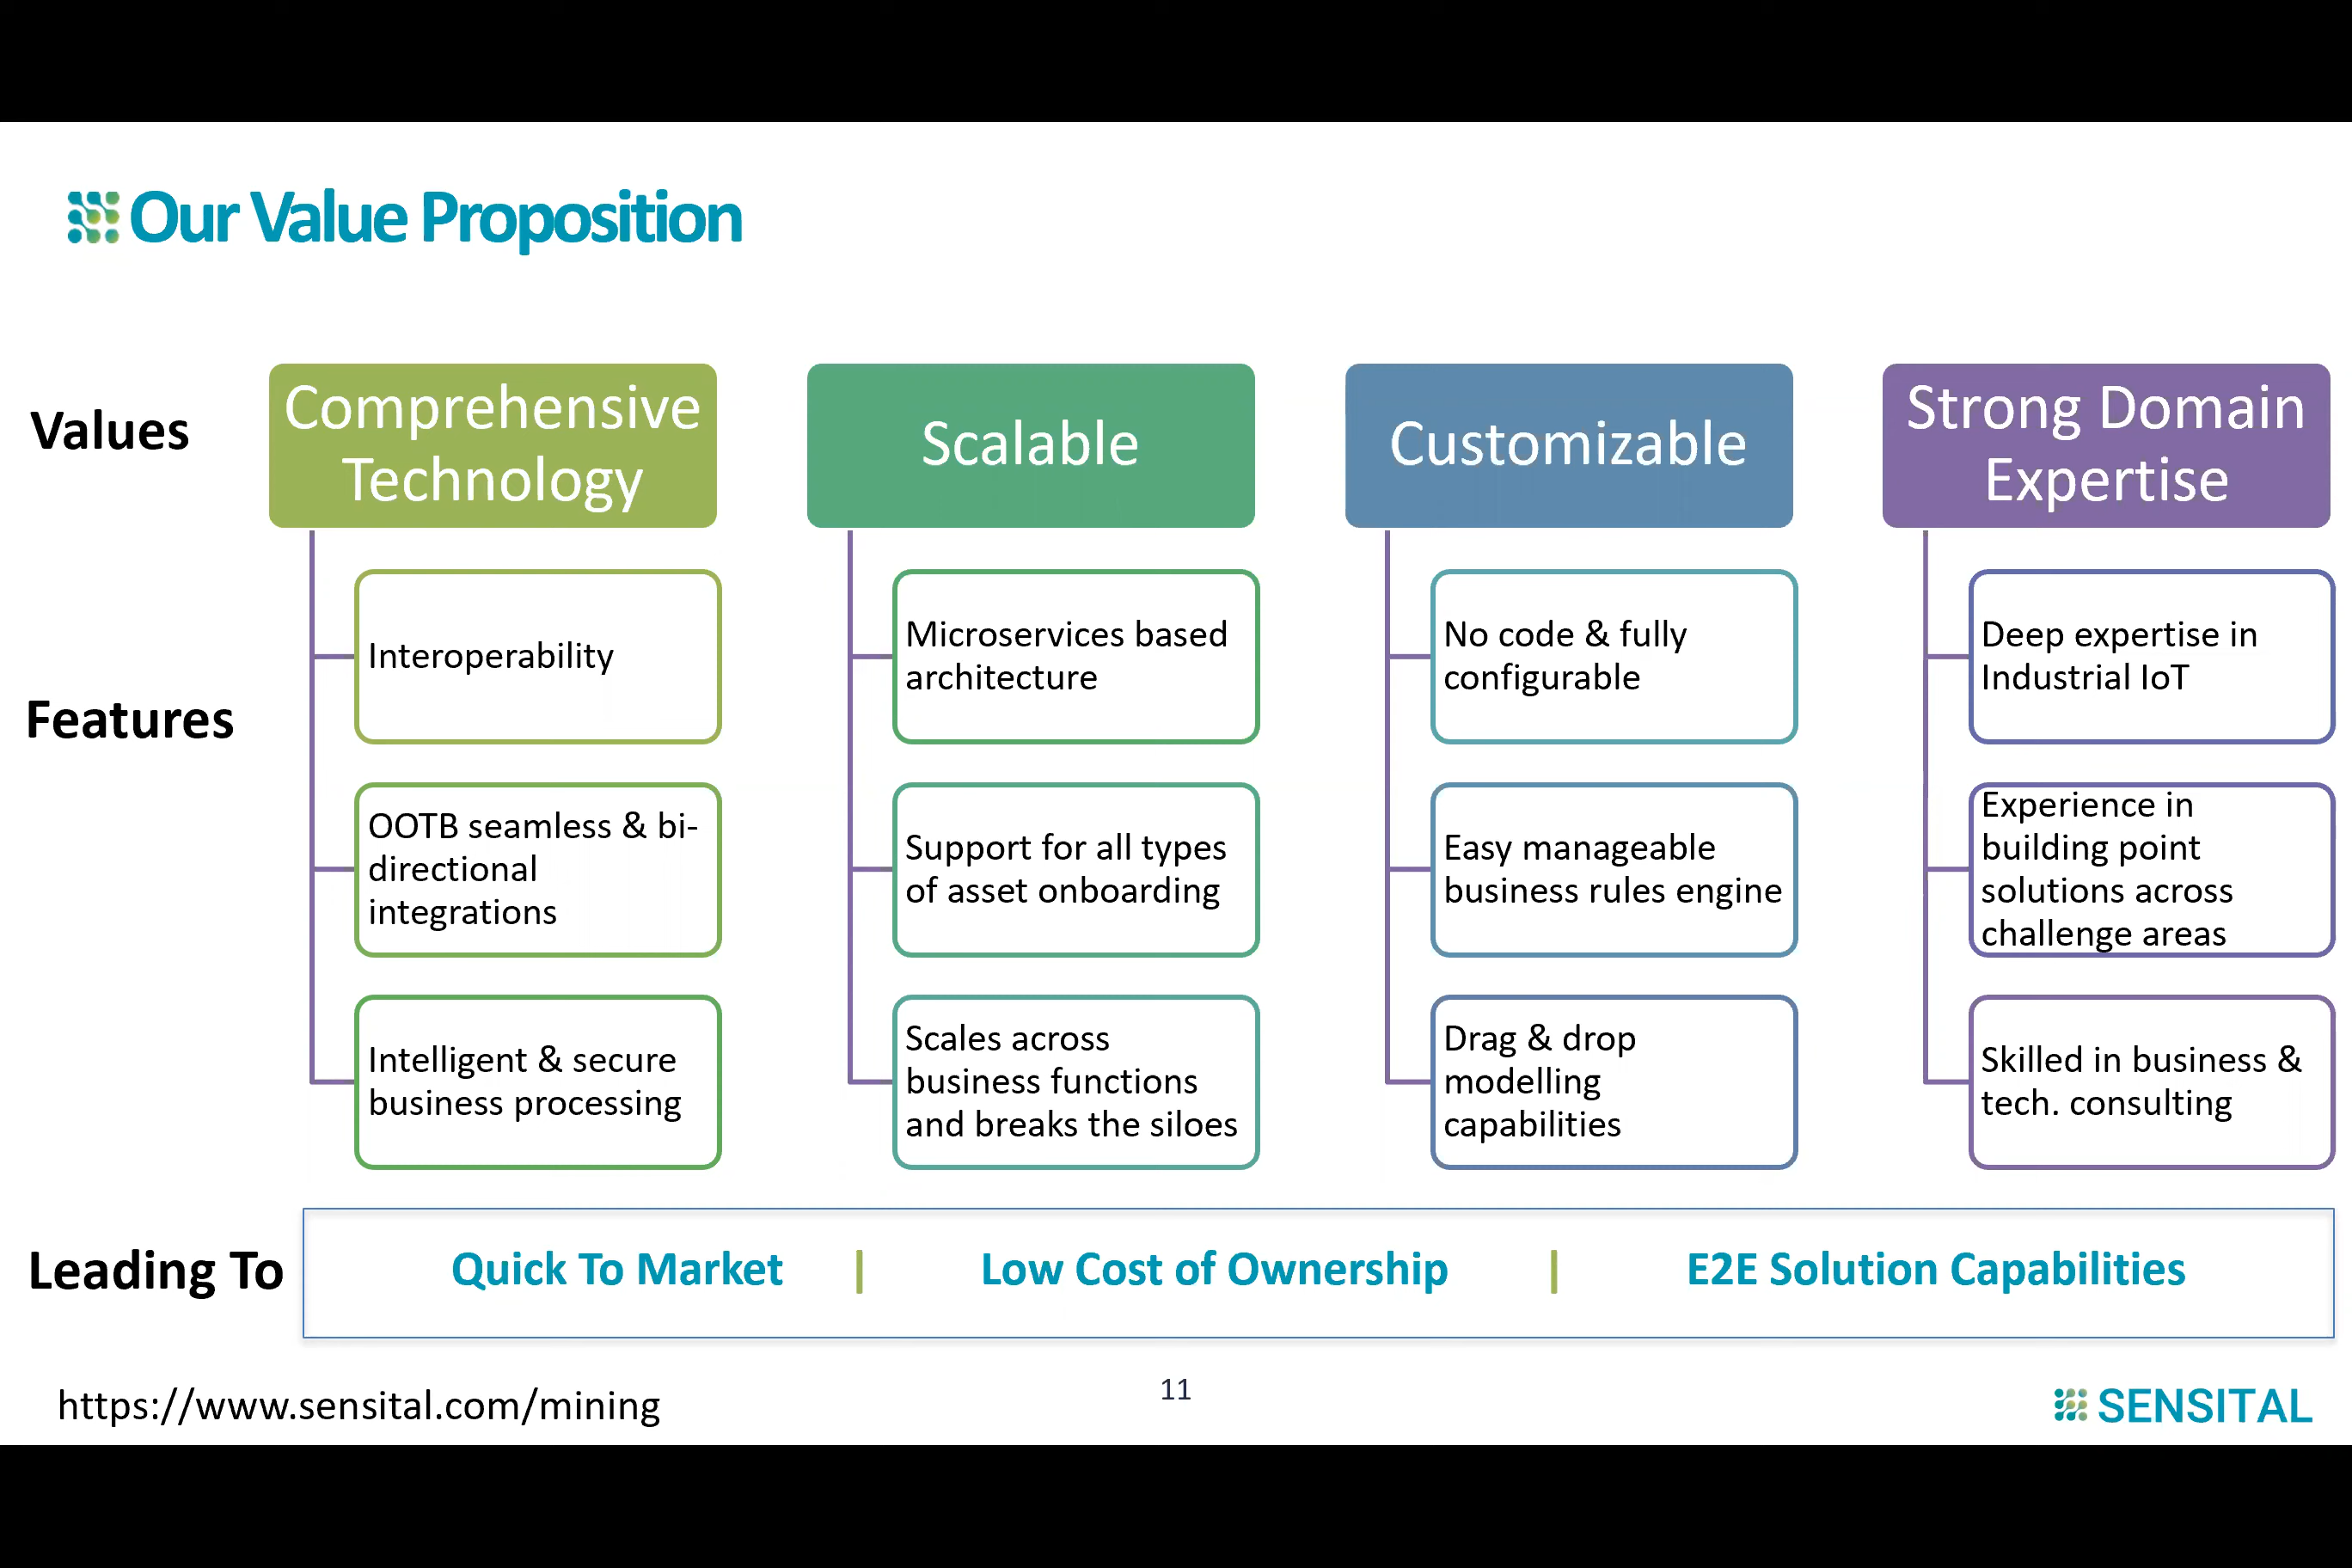 Our Value Proposition
Values
Comprehensive
Technology
Scalable
Customizable
Strong Domain
Expertise
Features
Interoperability
OOTB seamless & bi-
directional
integrations
Intelligent & secure
business processing
Microservices based
architecture
Support for all types
of asset onboarding
Scales across
business functions
and breaks the siloes
No code & fully
configurable
Easy manageable
business rules engine
Drag & drop
modelling
capabilities
Deep expertise in
Industrial IoT
Experience in
building point
solutions across
challenge areas
Skilled in business &
tech. consulting
Leading To
Quick To Market | Low Cost of Ownership | E2E Solution Capabilities
https://www.sensital.com/mining
11
SENSITAL